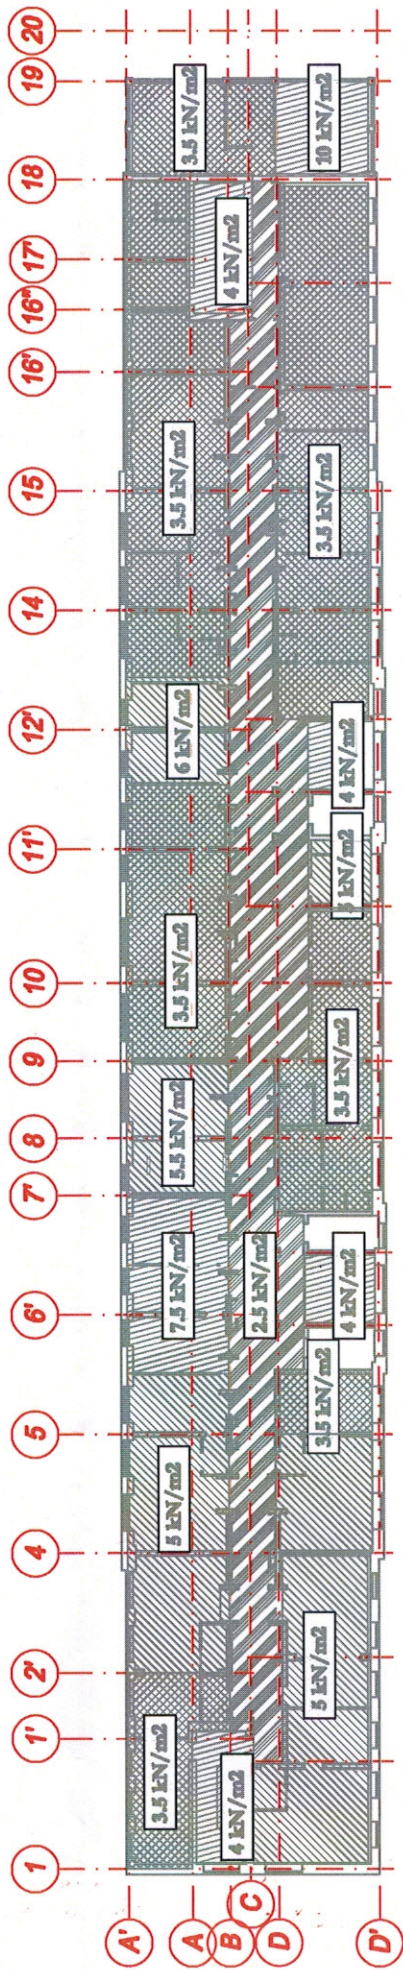 1
1'
2'
4
5
6'
7'
8
9
10
11'
12'
14
15
16'
16"
17'
18
19
20
A'
A
B
C
D
D'
3.5 kN/m2
5 kN/m2
7.5 kN/m2
5.5 kN/m2
3.5 kN/m2
6 kN/m2
3.5 kN/m2
3.5 kN/m2
4 kN/m2
2.5 kN/m2
4 kN/m2
5 kN/m2
3.5 kN/m2
4 kN/m2
3.5 kN/m2
kN/m2
4 kN/m2
3.5 kN/m2
10 kN/m2